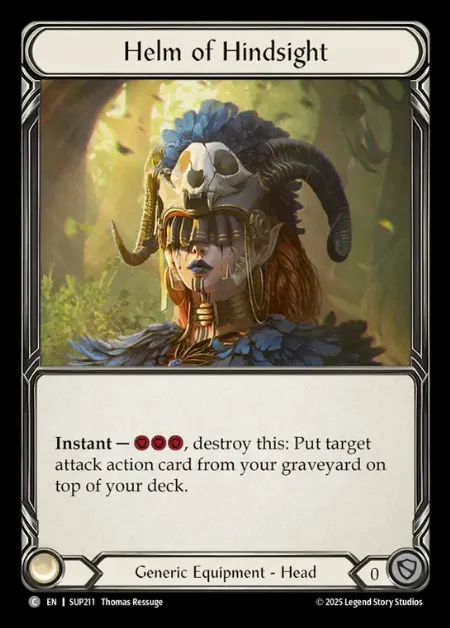 Helm of Hindsight
Instant — , destroy this: Put target
attack action card from your graveyard on
top of your deck.
Generic Equipment - Head
0
C EN | SUP211 Thomas Ressuge
© 2025 Legend Story Studios